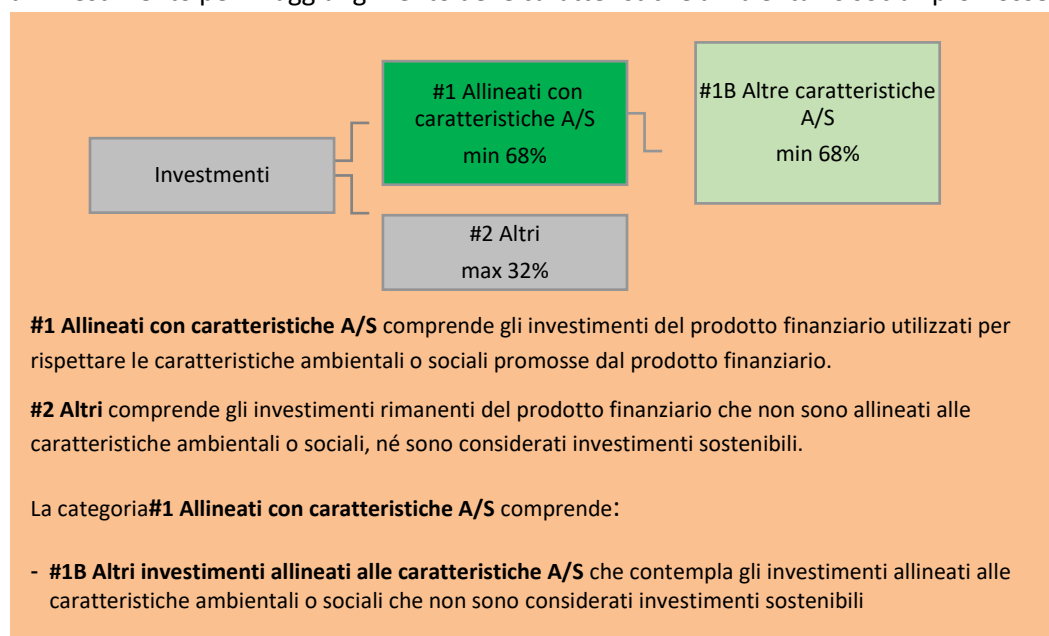 #1 Allineati con
caratteristiche A/S
min 68%
#1B Altre caratteristiche
A/S
min 68%
Investmenti
#2 Altri
max 32%
#1 Allineati con caratteristiche A/S comprende gli investimenti del prodotto finanziario utilizzati per
rispettare le caratteristiche ambientali o sociali promosse dal prodotto finanziario.
#2 Altri comprende gli investimenti rimanenti del prodotto finanziario che non sono allineati alle
caratteristiche ambientali o sociali, né sono considerati investimenti sostenibili.
La categoria#1 Allineati con caratteristiche A/S comprende:
- #1B Altri investimenti allineati alle caratteristiche A/S che contempla gli investimenti allineati alle
caratteristiche ambientali o sociali che non sono considerati investimenti sostenibili